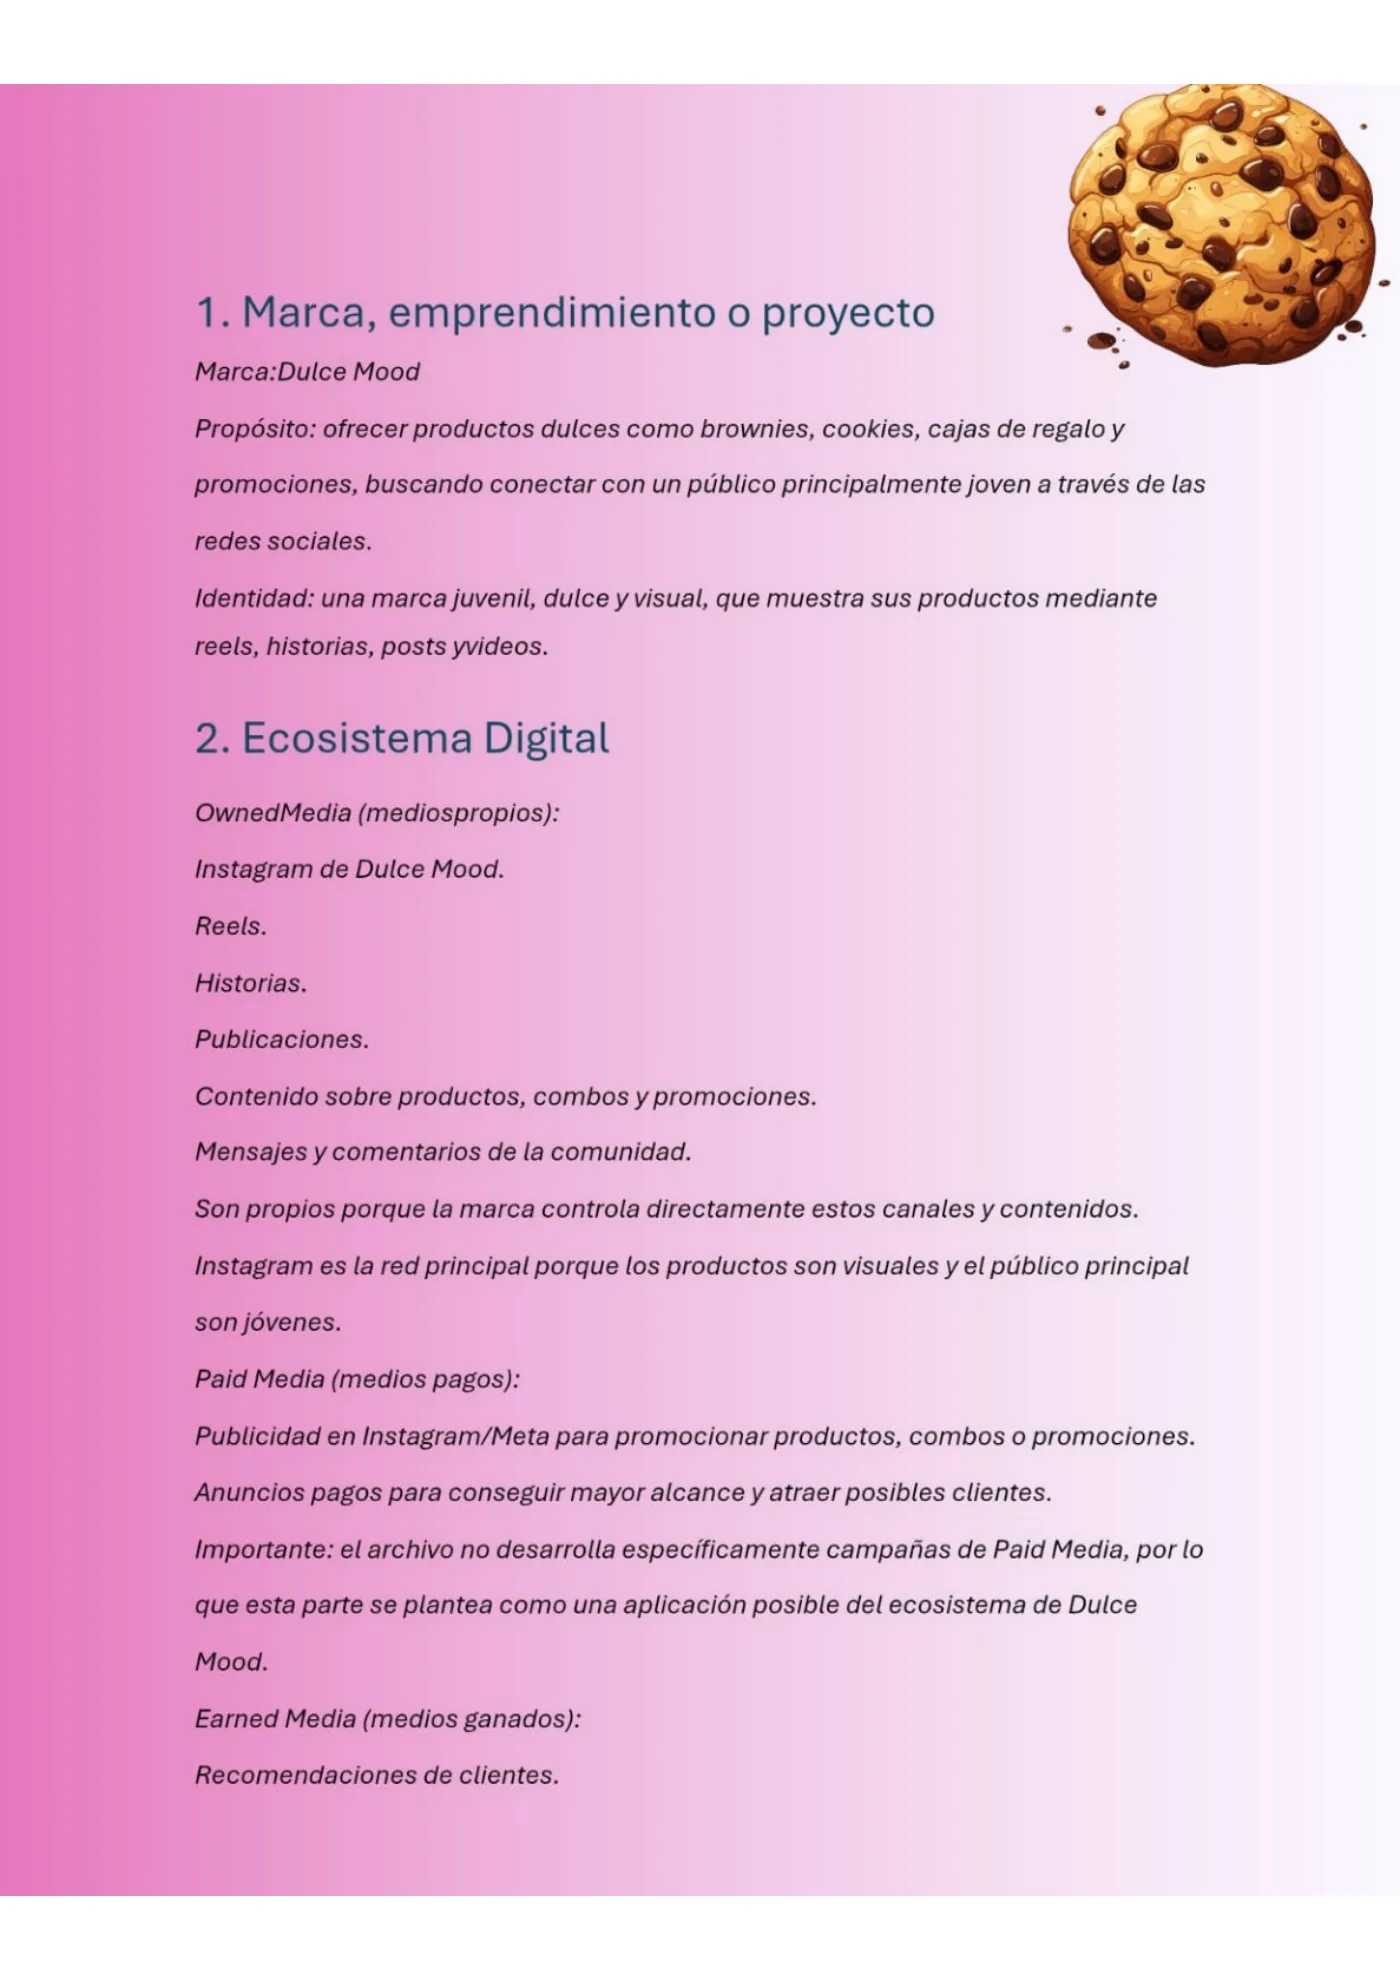 1. Marca, emprendimiento o proyecto
Marca:Dulce Mood
Propósito: ofrecer productos dulces como brownies, cookies, cajas de regalo y
promociones, buscando conectar con un público principalmente joven a través de las
redes sociales.
Identidad: una marca juvenil, dulce y visual, que muestra sus productos mediante
reels, historias, posts yvideos.
2. Ecosistema Digital
OwnedMedia (mediospropios):
Instagram de Dulce Mood.
Reels.
Historias.
Publicaciones.
Contenido sobre productos, combos y promociones.
Mensajes y comentarios de la comunidad.
Son propios porque la marca controla directamente estos canales y contenidos.
Instagram es la red principal porque los productos son visuales y el público principal
son jóvenes.
Paid Media (medios pagos):
Publicidad en Instagram/Meta para promocionar productos, combos o promociones.
Anuncios pagos para conseguir mayor alcance y atraer posibles clientes.
Importante: el archivo no desarrolla específicamente campañas de Paid Media, por lo
que esta parte se plantea como una aplicación posible del ecosistema de Dulce
Mood.
Earned Media (medios ganados):
Recomendaciones de clientes.